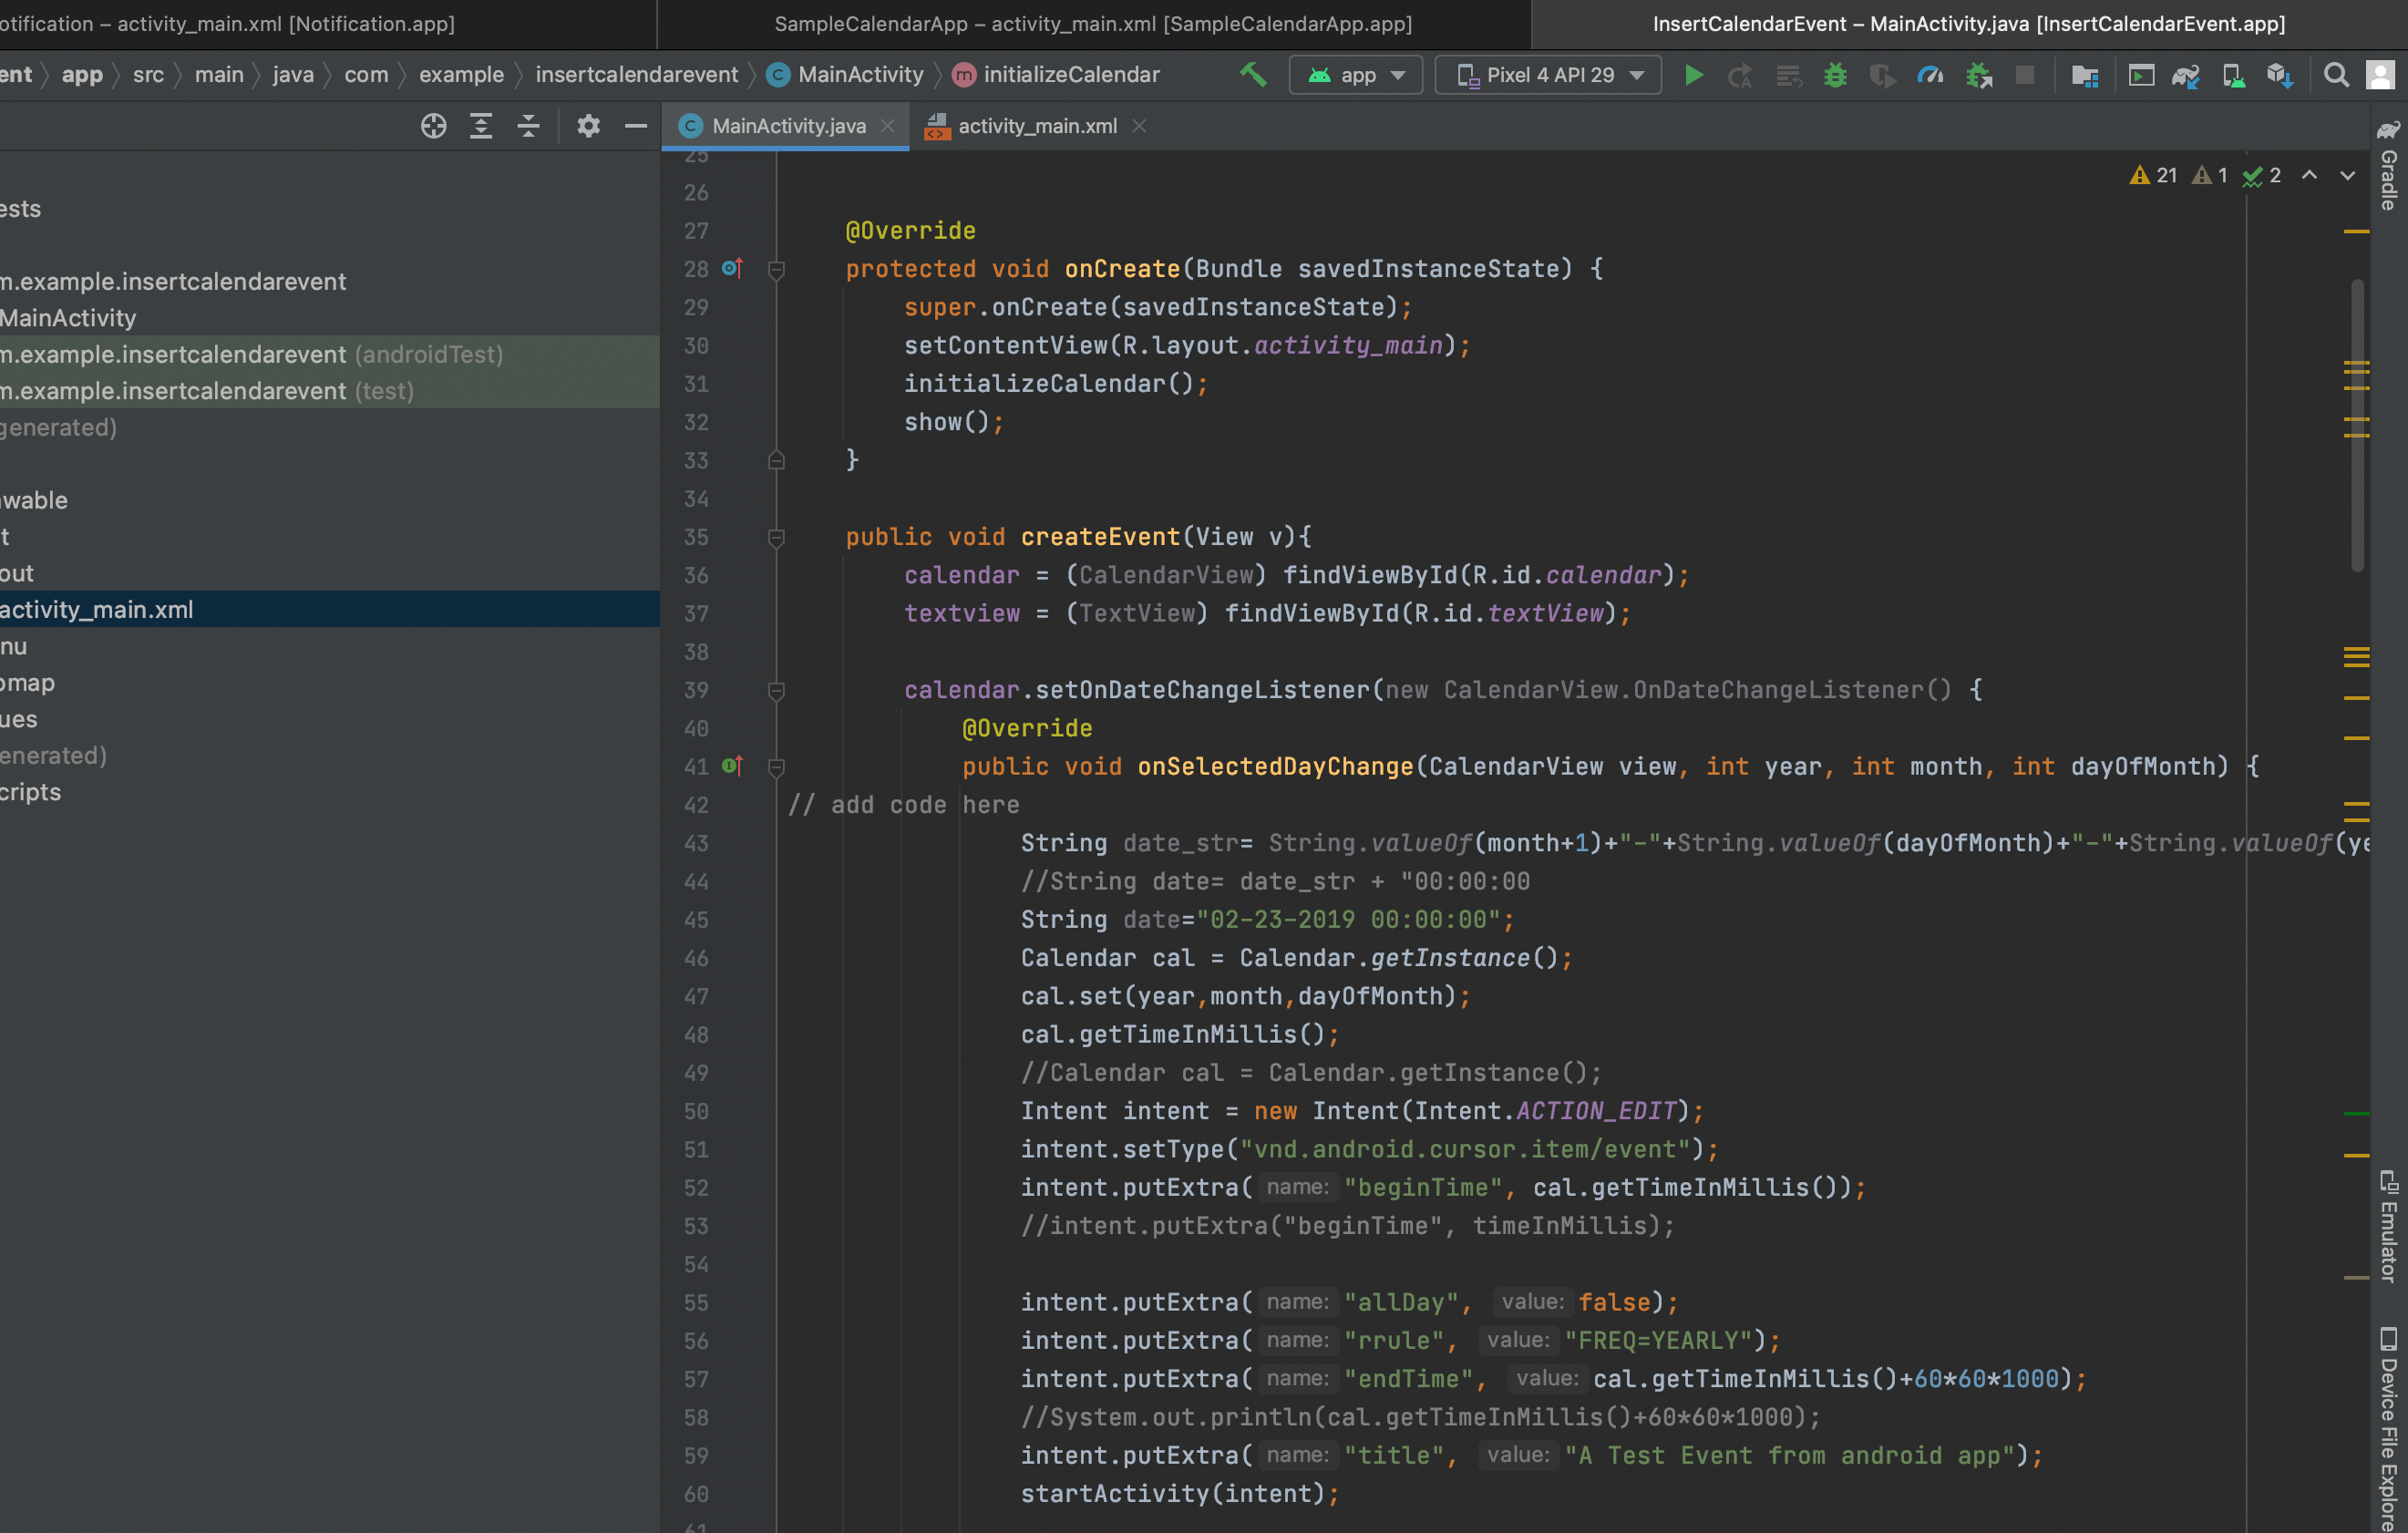 otification – activity_main.xml [Notification.app]
SampleCalendarApp – activity_main.xml [SampleCalendarApp.app]
InsertCalendarEvent – MainActivity.java [InsertCalendarEvent.app]
ent app src main java com example insertcalendarevent MainActivity initializeCalendar
app
Pixel 4 API 29
MainActivity.java
activity_main.xml
21 1 2
ests
m.example.insertcalendarevent
MainActivity
m.example.insertcalendarevent (androidTest)
m.example.insertcalendarevent (test)
generated)
awable
t
out
activity_main.xml
nu
pmap
ues
enerated)
cripts
25
26
27 @Override
28 protected void onCreate(Bundle savedInstanceState) {
29 super.onCreate(savedInstanceState);
30 setContentView(R.layout.activity_main);
31 initializeCalendar();
32 show();
33 }
34
35 public void createEvent(View v){
36 calendar = (CalendarView) findViewById(R.id.calendar);
37 textview = (TextView) findViewById(R.id.textView);
38
39 calendar.setOnDateChangeListener(new CalendarView.OnDateChangeListener() {
40 @Override
41 public void onSelectedDayChange(CalendarView view, int year, int month, int dayOfMonth) {
42 // add code here
43 String date_str= String.valueOf(month+1)+"-"+String.valueOf(dayOfMonth)+"-"+String.valueOf(ye
44 //String date= date_str + "00:00:00
45 String date="02-23-2019 00:00:00";
46 Calendar cal = Calendar.getInstance();
47 cal.set(year,month,dayOfMonth);
48 cal.getTimeInMillis();
49 //Calendar cal = Calendar.getInstance();
50 Intent intent = new Intent(Intent.ACTION_EDIT);
51 intent.setType("vnd.android.cursor.item/event");
52 intent.putExtra( name: "beginTime", cal.getTimeInMillis());
53 //intent.putExtra("beginTime", timeInMillis);
54
55 intent.putExtra( name: "allDay", value: false);
56 intent.putExtra( name: "rrule", value: "FREQ=YEARLY");
57 intent.putExtra( name: "endTime", value: cal.getTimeInMillis()+60*60*1000);
58 //System.out.println(cal.getTimeInMillis()+60*60*1000);
59 intent.putExtra( name: "title", value: "A Test Event from android app");
60 startActivity(intent);
61
Gradle
Emulator
Device File Explore